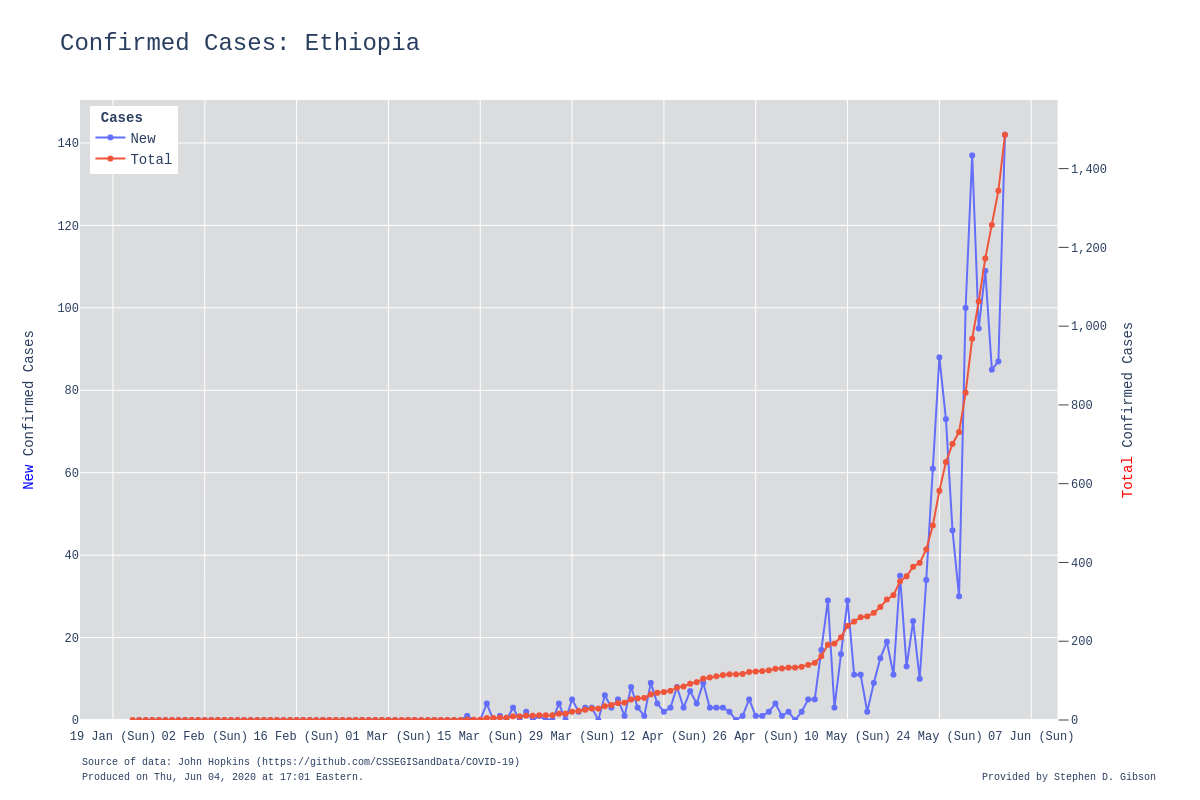 Confirmed Cases: Ethiopia
Cases
New
Total
140
120
100
80
60
40
20
0
New Confirmed Cases
1,400
1,200
1,000
800
600
400
200
0
Total Confirmed Cases
19 Jan (Sun) 02 Feb (Sun) 16 Feb (Sun) 01 Mar (Sun) 15 Mar (Sun) 29 Mar (Sun) 12 Apr (Sun) 26 Apr (Sun) 10 May (Sun) 24 May (Sun) 07 Jun (Sun)
Source of data: John Hopkins (https://github.com/CSSEGISandData/COVID-19)
Produced on Thu, Jun 04, 2020 at 17:01 Eastern.
Provided by Stephen D. Gibson